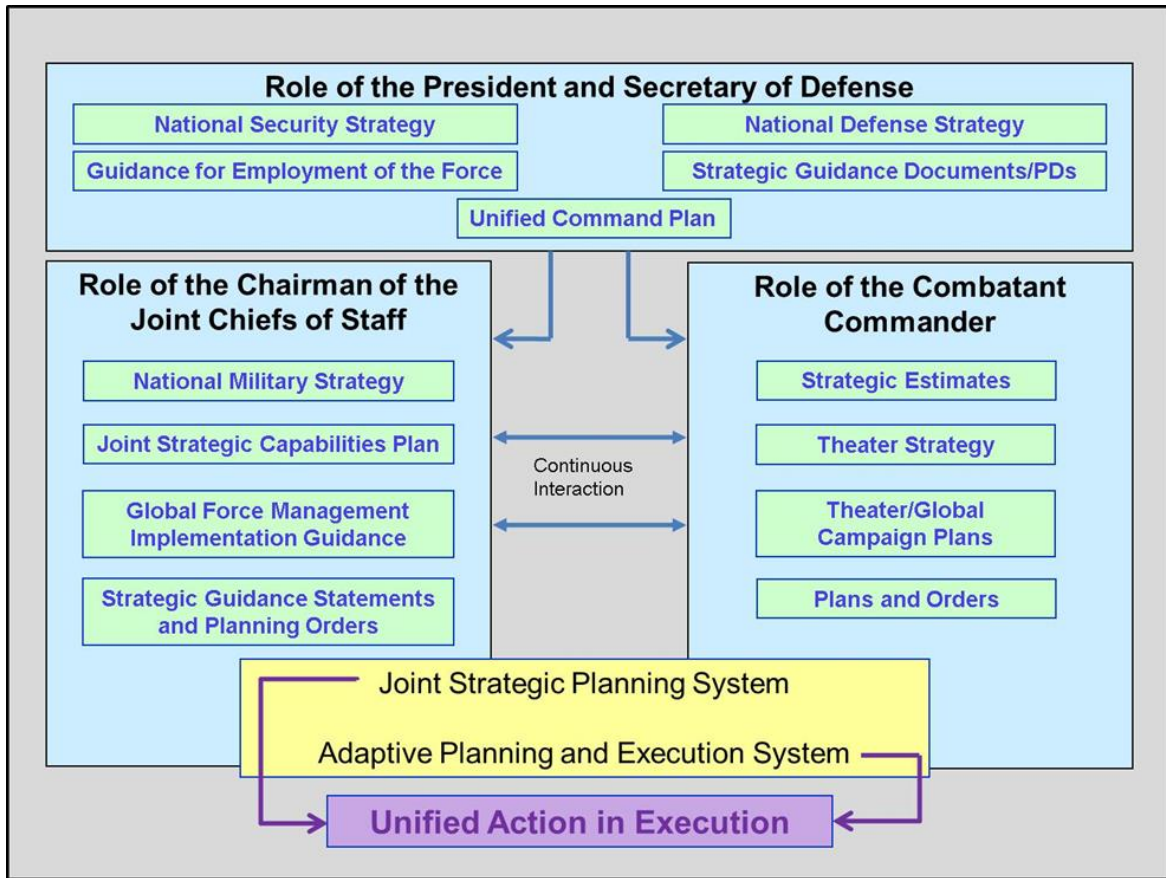 Role of the President and Secretary of Defense
National Security Strategy
National Defense Strategy
Guidance for Employment of the Force
Strategic Guidance Documents/PDs
Unified Command Plan
Role of the Chairman of the
Joint Chiefs of Staff
National Military Strategy
Joint Strategic Capabilities Plan
Global Force Management
Implementation Guidance
Strategic Guidance Statements
and Planning Orders
Continuous
Interaction
Role of the Combatant
Commander
Strategic Estimates
Theater Strategy
Theater/Global
Campaign Plans
Plans and Orders
Joint Strategic Planning System
Adaptive Planning and Execution System
Unified Action in Execution